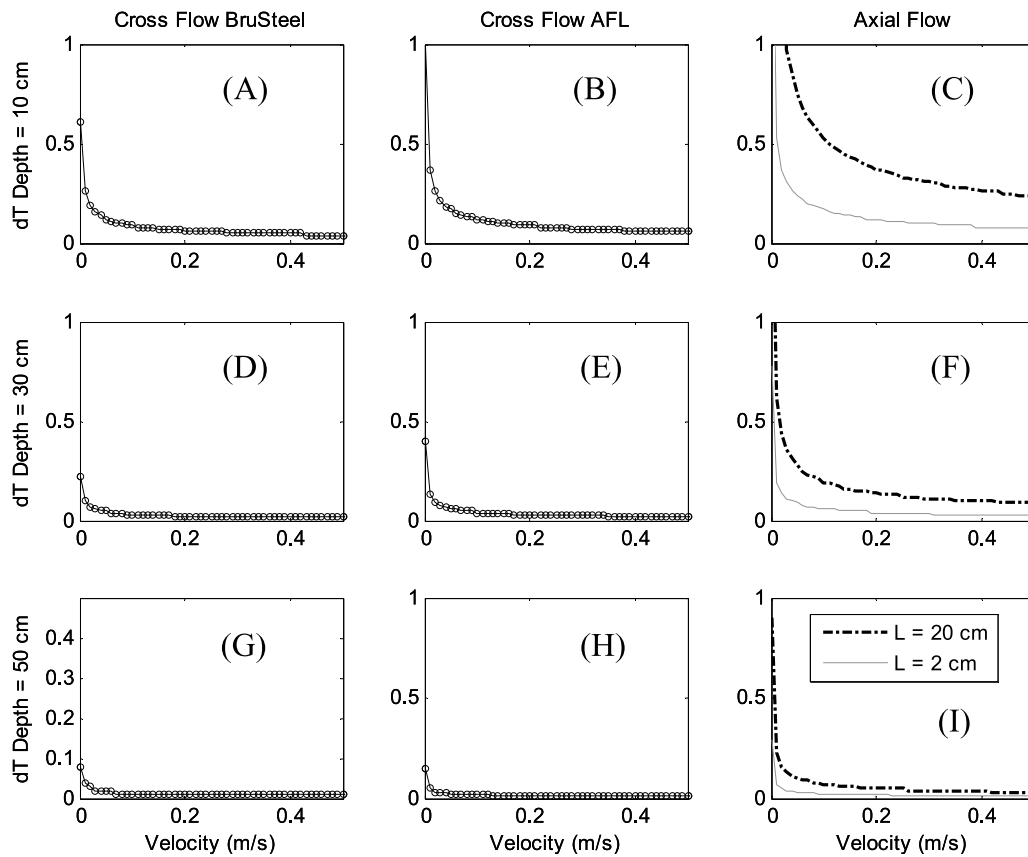 Cross Flow BruSteel
Cross Flow AFL
Axial Flow
dT Depth = 10 cm
1
0.5
0
0
0.2
0.4
(A)
1
0.5
0
0
0.2
0.4
(B)
1
0.5
0
0
0.2
0.4
(C)
dT Depth = 30 cm
1
0.5
0
0
0.2
0.4
(D)
1
0.5
0
0
0.2
0.4
(E)
1
0.5
0
0
0.2
0.4
(F)
dT Depth = 50 cm
0.4
0.3
0.2
0.1
0
0
0.2
0.4
(G)
Velocity (m/s)
1
0.5
0
0
0.2
0.4
(H)
Velocity (m/s)
1
0.5
0
0
0.2
0.4
L = 20 cm
L = 2 cm
(I)
Velocity (m/s)